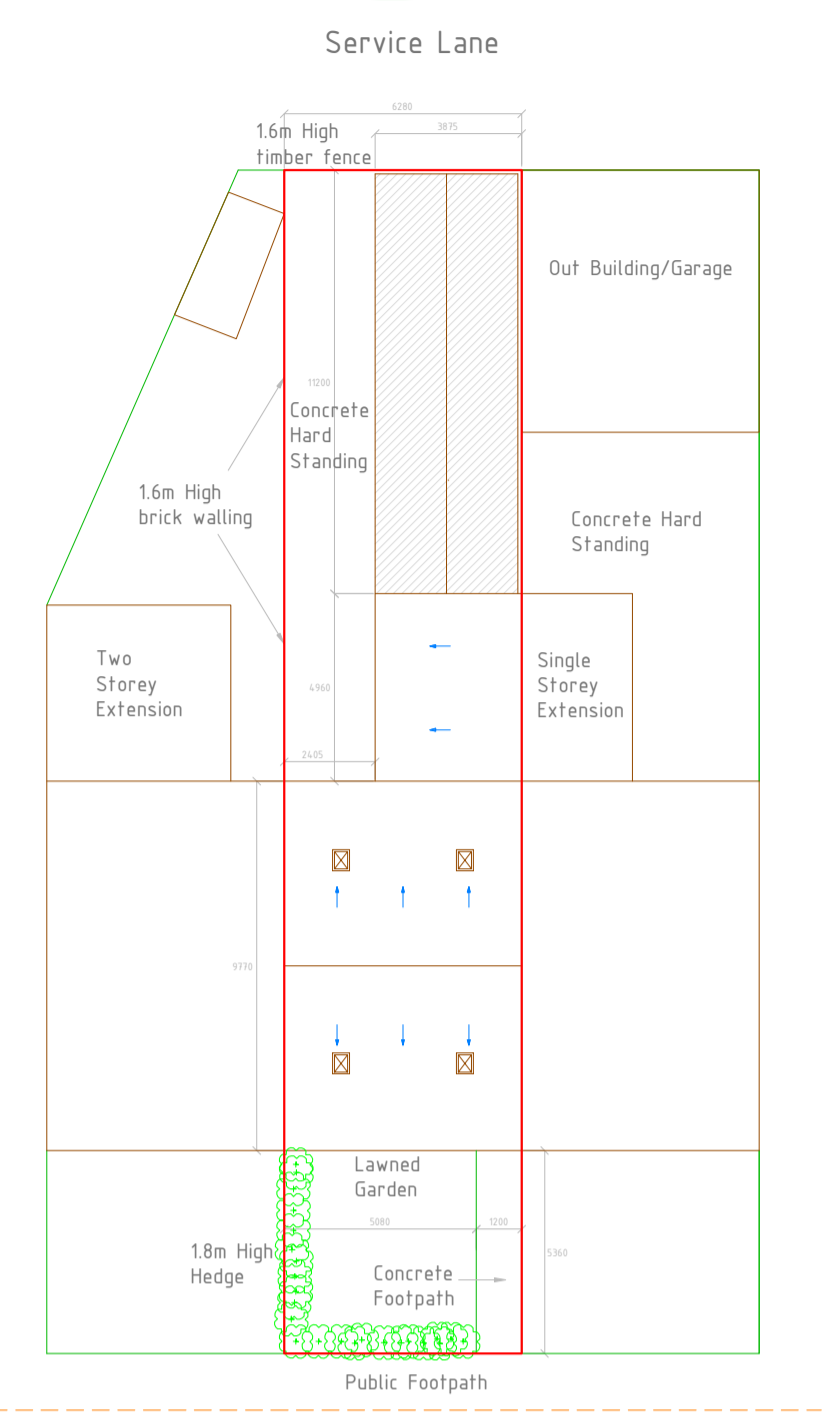 Service Lane
6280
3875
1.6m High
timber fence
Out Building/Garage
11200
Concrete
Hard
Standing
1.6m High
brick walling
Concrete Hard
Standing
Two
Storey
Extension
4960
Single
Storey
Extension
2405
9770
Lawned
Garden
5080
1200
1.8m High
Hedge
5360
Concrete
Footpath
Public Footpath